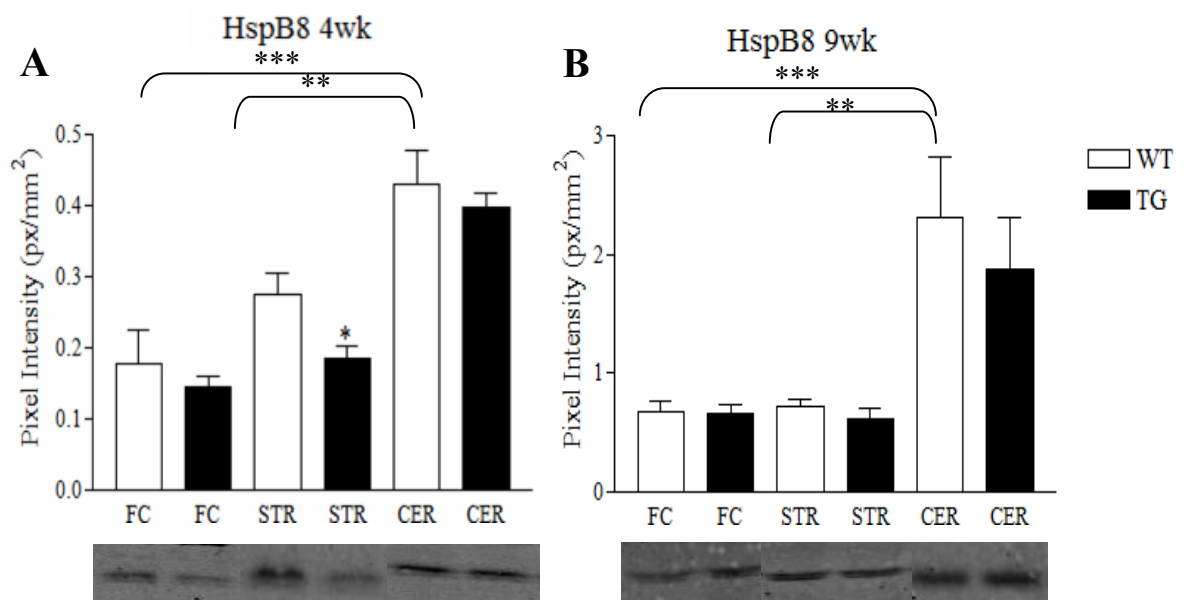 HspB8 4wk
A
***
**
Pixel Intensity (px/mm²)
0.5
0.4
0.3
0.2
0.1
0.0
*
FC FC STR STR CER CER
HspB8 9wk
B
***
**
Pixel Intensity (px/mm²)
3
2
1
0
FC FC STR STR CER CER
WT
TG